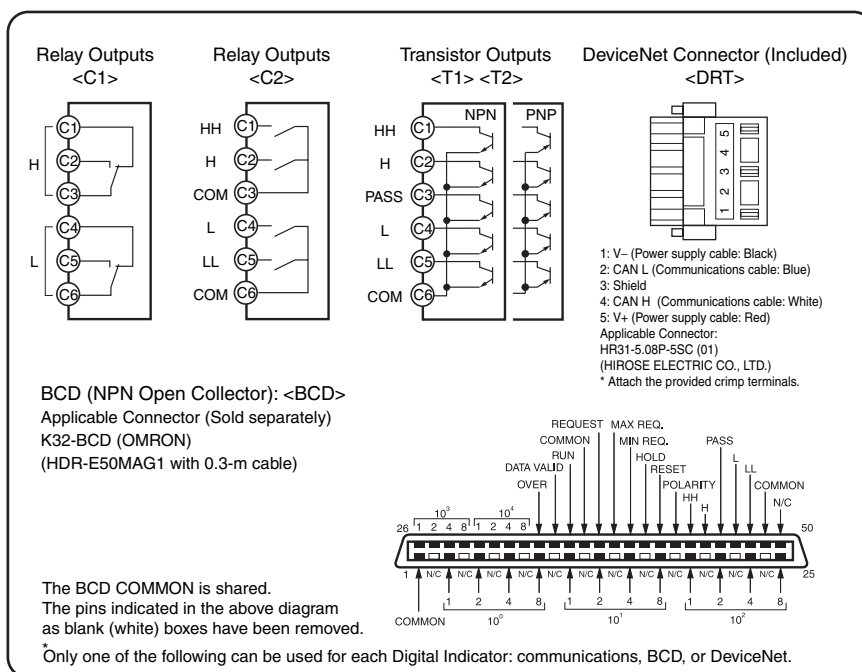 Relay Outputs
<C1>
C1
C2
C3
C4
C5
C6
H
L
Relay Outputs
<C2>
HH C1
H C2
COM C3
L C4
LL C5
COM C6
Transistor Outputs
<T1> <T2>
NPN PNP
HH C1
H C2
PASS C3
L C4
LL C5
COM C6
DeviceNet Connector (Included)
<DRT>
1 2 3 4 5
1: V– (Power supply cable: Black)
2: CAN L (Communications cable: Blue)
3: Shield
4: CAN H (Communications cable: White)
5: V+ (Power supply cable: Red)
Applicable Connector:
HR31-5.08P-5SC (01)
(HIROSE ELECTRIC CO., LTD.)
* Attach the provided crimp terminals.
BCD (NPN Open Collector): <BCD>
Applicable Connector (Sold separately)
K32-BCD (OMRON)
(HDR-E50MAG1 with 0.3-m cable)
REQUEST MAX REQ.
COMMON MIN REQ. PASS
RUN HOLD L
DATA VALID RESET LL
OVER POLARITY COMMON
HH N/C
H
10³ 10⁴
26 1 2 4 8 1 2 4 8 50
1 N/C N/C N/C N/C N/C N/C N/C N/C N/C N/C N/C N/C 25
1 2 4 8 1 2 4 8 1 2 4 8
COMMON 10⁰ 10¹ 10²
The BCD COMMON is shared.
The pins indicated in the above diagram
as blank (white) boxes have been removed.
*Only one of the following can be used for each Digital Indicator: communications, BCD, or DeviceNet.